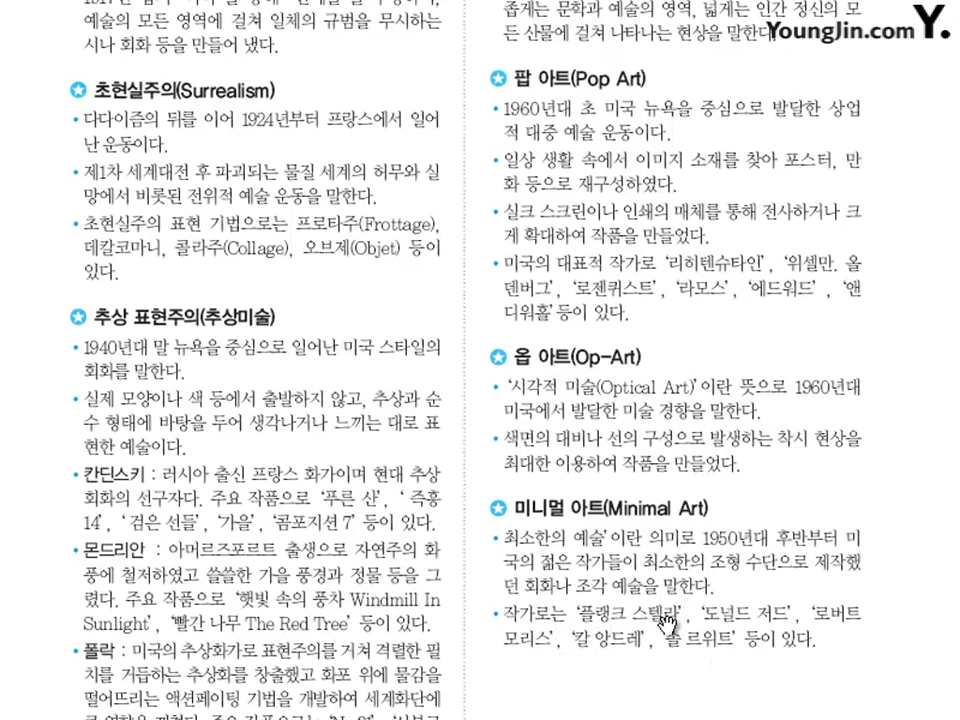 예술의 모든 영역에 걸쳐 일체의 규범을 무시하는
시나 회화 등을 만들어 냈다.
초현실주의(Surrealism)
• 다다이즘의 뒤를 이어 1924년부터 프랑스에서 일어
난 운동이다.
• 제1차 세계대전 후 파괴되는 물질 세계의 허무와 실
망에서 비롯된 전위적 예술 운동을 말한다.
• 초현실주의 표현 기법으로는 프로타주(Frottage),
데칼코마니, 콜라주(Collage), 오브제(Objet) 등이
있다.
추상 표현주의(추상미술)
• 1940년대 말 뉴욕을 중심으로 일어난 미국 스타일의
회화를 말한다.
• 실제 모양이나 색 등에서 출발하지 않고, 추상과 순
수 형태에 바탕을 두어 생각나거나 느끼는 대로 표
현한 예술이다.
• 칸딘스키 : 러시아 출신 프랑스 화가이며 현대 추상
회화의 선구자다. 주요 작품으로 ‘푸른 산’, ‘ 즉흥
14’, ‘ 검은 선들’, ‘가을’, ‘콤포지션 7’ 등이 있다.
• 몬드리안 : 아머르즈포르트 출생으로 자연주의 화
풍에 철저하였고 쓸쓸한 가을 풍경과 정물 등을 그
렸다. 주요 작품으로 ‘햇빛 속의 풍차 Windmill In
Sunlight’, ‘빨간 나무 The Red Tree’ 등이 있다.
• 폴락 : 미국의 추상화가로 표현주의를 거쳐 격렬한 필
치를 거듭하는 추상화를 창출했고 화포 위에 물감을
떨어뜨리는 액션페이팅 기법을 개발하여 세계화단에
좁게는 문학과 예술의 영역, 넓게는 인간 정신의 모
든 산물에 걸쳐 나타나는 현상을 말한다.
YoungJin.com Y.
팝 아트(Pop Art)
• 1960년대 초 미국 뉴욕을 중심으로 발달한 상업
적 대중 예술 운동이다.
• 일상 생활 속에서 이미지 소재를 찾아 포스터, 만
화 등으로 재구성하였다.
• 실크 스크린이나 인쇄의 매체를 통해 전사하거나 크
게 확대하여 작품을 만들었다.
• 미국의 대표적 작가로 ‘리히텐슈타인’, ‘위셀만. 올
덴버그’, ‘로젠퀴스트’, ‘라모스’, ‘에드워드’ , ‘앤
디워홀’ 등이 있다.
옵 아트(Op-Art)
• ‘시각적 미술(Optical Art)’이란 뜻으로 1960년대
미국에서 발달한 미술 경향을 말한다.
• 색면의 대비나 선의 구성으로 발생하는 착시 현상을
최대한 이용하여 작품을 만들었다.
미니멀 아트(Minimal Art)
• 최소한의 예술’이란 의미로 1950년대 후반부터 미
국의 젊은 작가들이 최소한의 조형 수단으로 제작했
던 회화나 조각 예술을 말한다.
• 작가로는 ‘플랭크 스텔라’, ‘도널드 저드’, ‘로버트
모리스’, ‘칼 앙드레’, ‘솔 르위트’ 등이 있다.